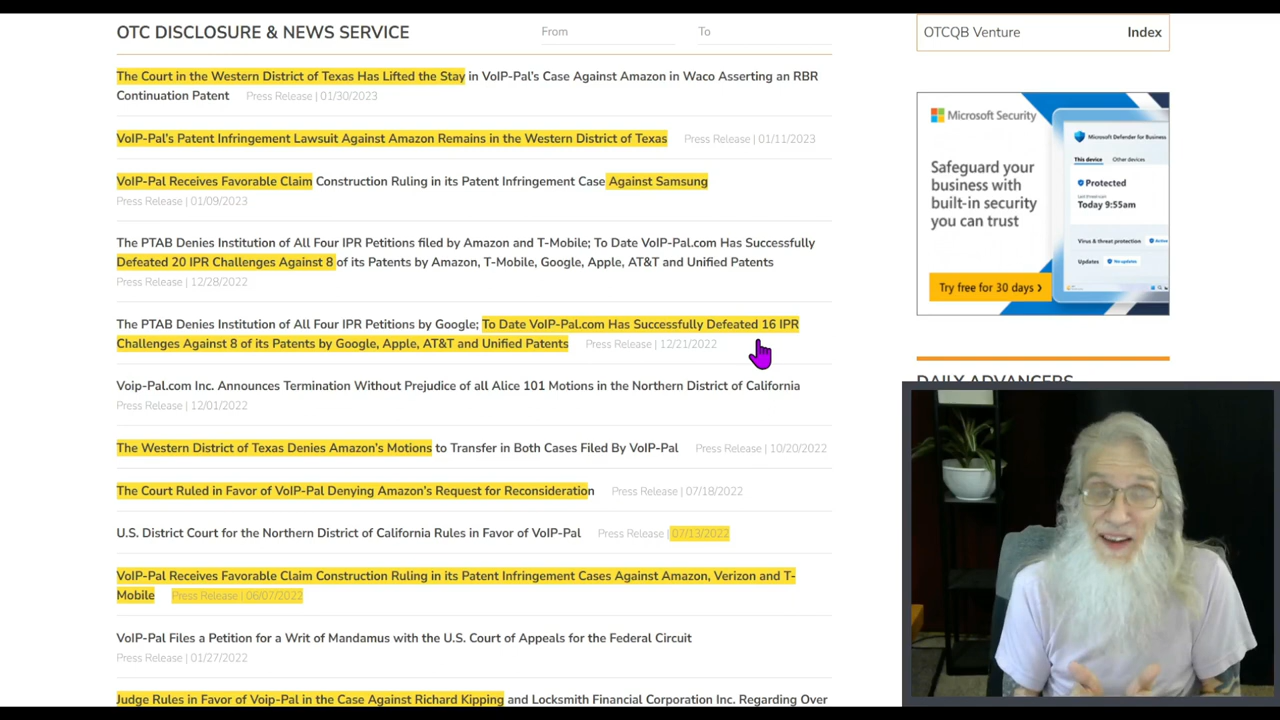 OTC DISCLOSURE & NEWS SERVICE
From
To
The Court in the Western District of Texas Has Lifted the Stay in VoIP-Pal's Case Against Amazon in Waco Asserting an RBR
Continuation Patent Press Release | 01/30/2023
VoIP-Pal's Patent Infringement Lawsuit Against Amazon Remains in the Western District of Texas Press Release | 01/11/2023
VoIP-Pal Receives Favorable Claim Construction Ruling in its Patent Infringement Case Against Samsung
Press Release | 01/09/2023
The PTAB Denies Institution of All Four IPR Petitions filed by Amazon and T-Mobile; To Date VoIP-Pal.com Has Successfully
Defeated 20 IPR Challenges Against 8 of its Patents by Amazon, T-Mobile, Google, Apple, AT&T and Unified Patents
Press Release | 12/28/2022
The PTAB Denies Institution of All Four IPR Petitions by Google; To Date VoIP-Pal.com Has Successfully Defeated 16 IPR
Challenges Against 8 of its Patents by Google, Apple, AT&T and Unified Patents Press Release | 12/21/2022
Voip-Pal.com Inc. Announces Termination Without Prejudice of all Alice 101 Motions in the Northern District of California
Press Release | 12/01/2022
The Western District of Texas Denies Amazon's Motions to Transfer in Both Cases Filed By VoIP-Pal Press Release | 10/20/2022
The Court Ruled in Favor of VoIP-Pal Denying Amazon's Request for Reconsideration Press Release | 07/18/2022
U.S. District Court for the Northern District of California Rules in Favor of VoIP-Pal Press Release | 07/13/2022
VoIP-Pal Receives Favorable Claim Construction Ruling in its Patent Infringement Cases Against Amazon, Verizon and T-
Mobile Press Release | 06/07/2022
VoIP-Pal Files a Petition for a Writ of Mandamus with the U.S. Court of Appeals for the Federal Circuit
Press Release | 01/27/2022
Judge Rules in Favor of Voip-Pal in the Case Against Richard Kipping and Locksmith Financial Corporation Inc. Regarding Over
OTCQB Venture Index
Microsoft Security
Safeguard your
business with
built-in security
you can trust
Try free for 30 days
Microsoft Defender for Business
This device Other devices
Protected
Today 9:55am
Virus & threat protection Active
Updates No updates
DAILY ADVANCERS